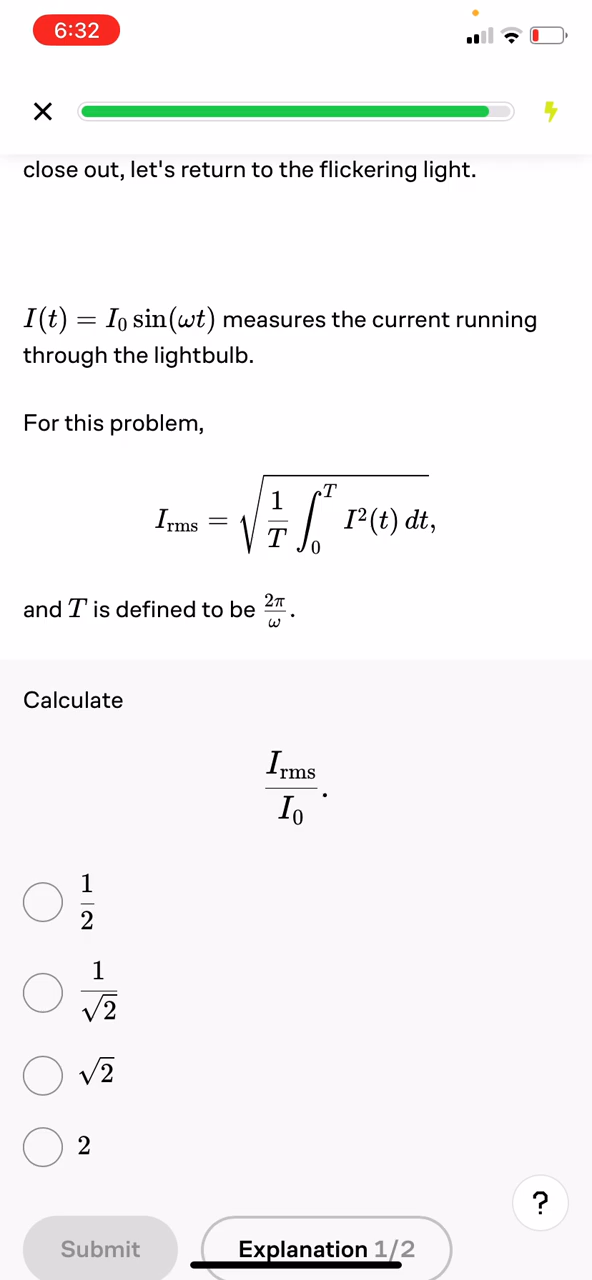 6:32
close out, let's return to the flickering light.
I(t) = I₀ sin(ωt) measures the current running
through the lightbulb.
For this problem,
I_rms = √(1/T ∫₀ᵀ I²(t) dt),
and T is defined to be 2π/ω.
Calculate
I_rms/I₀.
1/2
1/√2
√2
2
?
Submit
Explanation 1/2